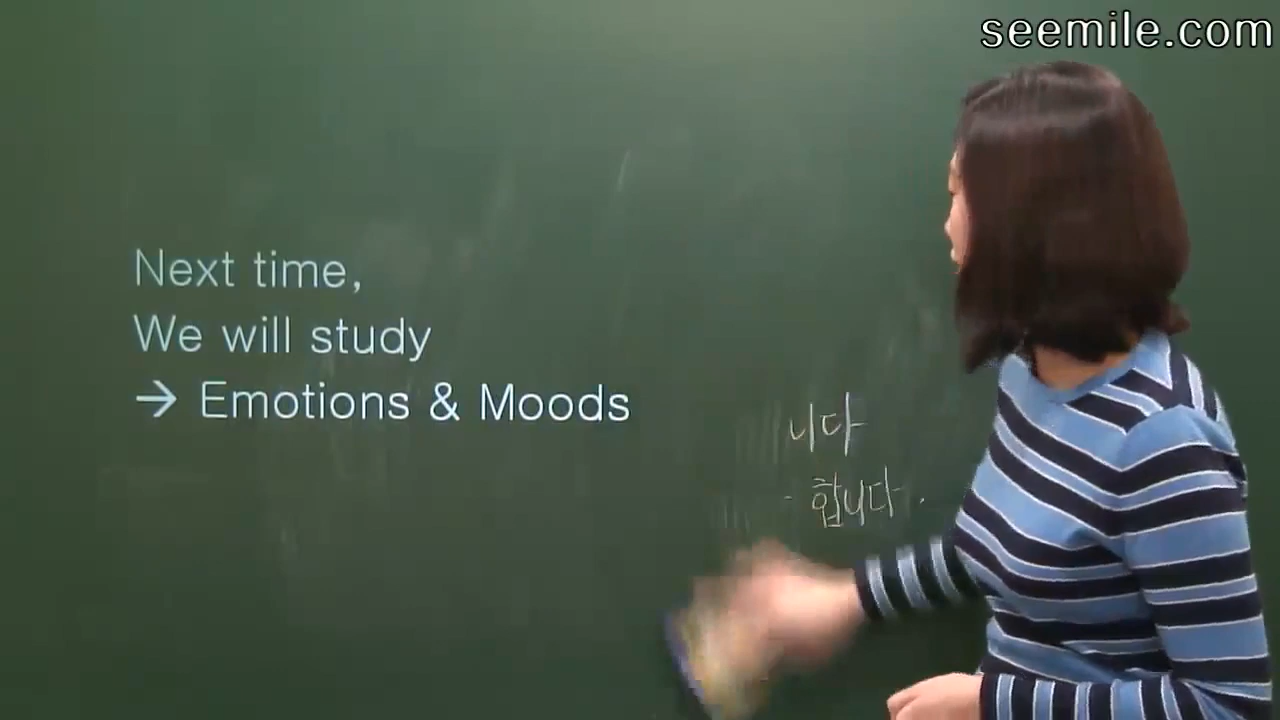 seemile.com
Next time,
We will study
→ Emotions & Moods
니다
합니다.